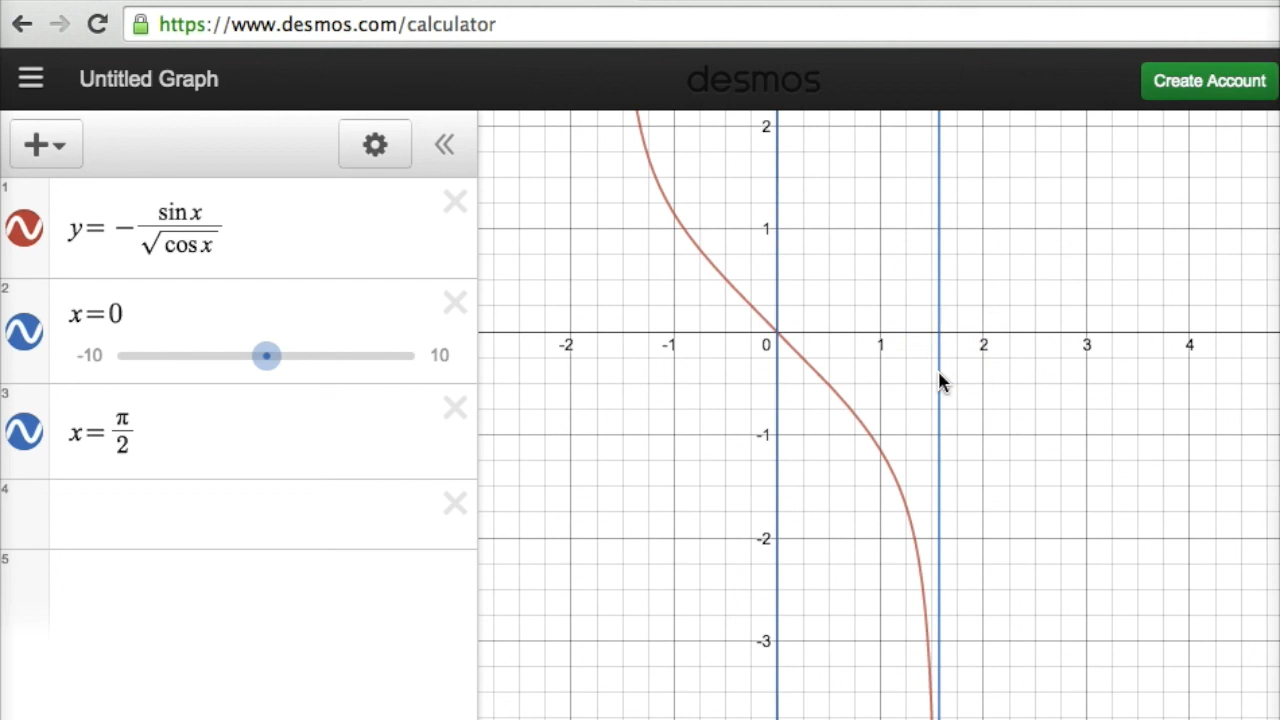 https://www.desmos.com/calculator
Untitled Graph
desmos
Create Account
1
y=−sin x/√cos x
2
x=0
-10
10
3
x=π/2
4
5
2
1
-2
-1
0
1
2
3
4
-1
-2
-3